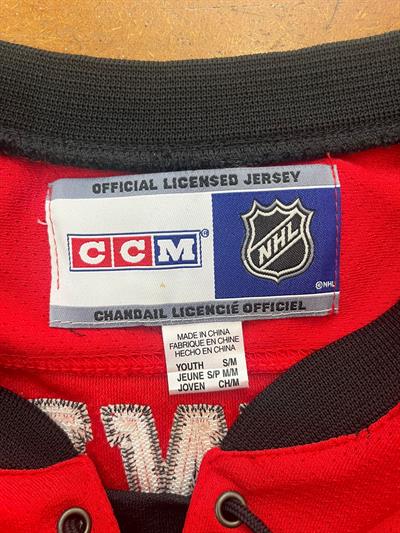 OFFICIAL LICENSED JERSEY
CCM®
NHL
©NHL
CHANDAIL LICENCIÉ OFFICIEL
MADE IN CHINA
FABRIQUE EN CHINE
HECHO EN CHINA
YOUTH S/M
JEUNE S/P M/M
JOVEN CH/M